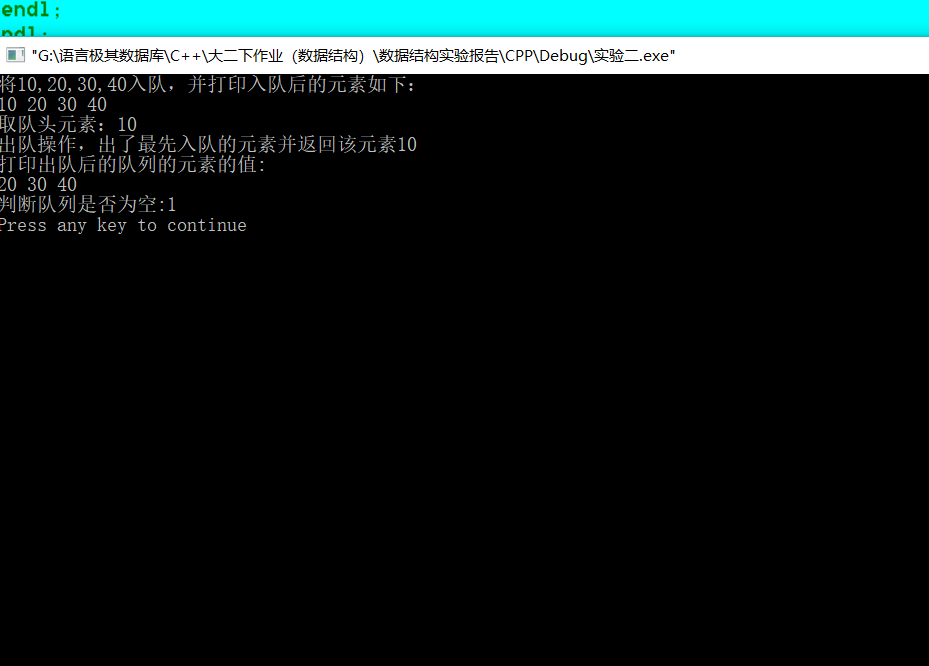 endl;
ndl;
"G:\语言极其数据库\C++\大二下作业（数据结构）\数据结构实验报告\CPP\Debug\实验二.exe"
将10,20,30,40入队，并打印入队后的元素如下：
10 20 30 40
取队头元素：10
出队操作，出了最先入队的元素并返回该元素10
打印出队后的队列的元素的值:
20 30 40
判断队列是否为空:1
Press any key to continue